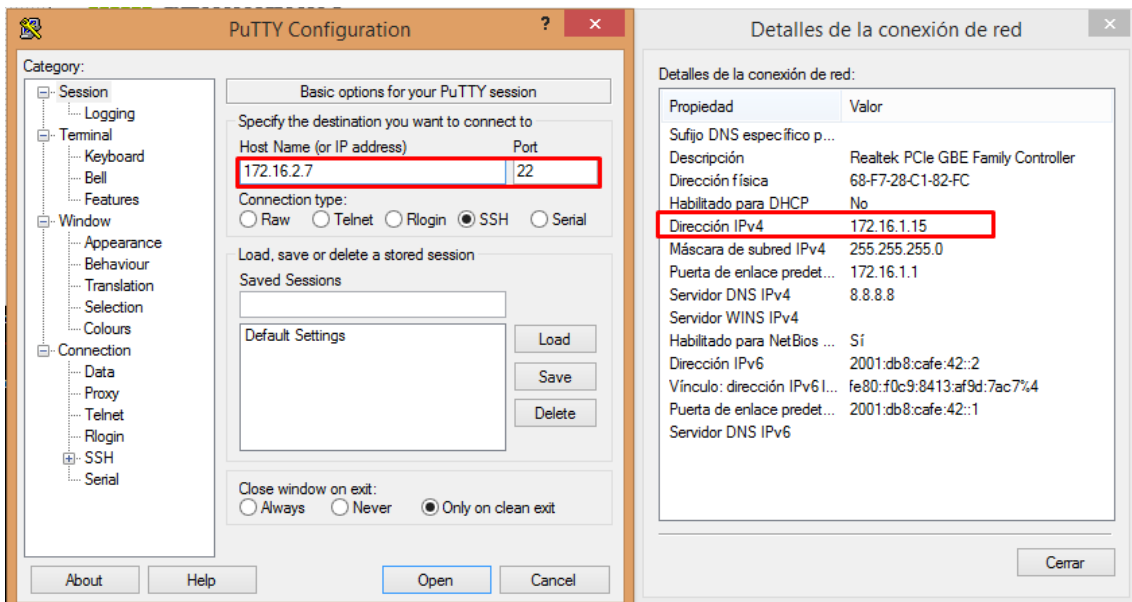 PuTTY Configuration
?
Category:
Session
Logging
Terminal
Keyboard
Bell
Features
Window
Appearance
Behaviour
Translation
Selection
Colours
Connection
Data
Proxy
Telnet
Rlogin
SSH
Serial
Basic options for your PuTTY session
Specify the destination you want to connect to
Host Name (or IP address) Port
172.16.2.7 22
Connection type:
Raw Telnet Rlogin SSH Serial
Load, save or delete a stored session
Saved Sessions
Default Settings
Load
Save
Delete
Close window on exit:
Always Never Only on clean exit
About Help Open Cancel
Detalles de la conexión de red
Detalles de la conexión de red:
Propiedad Valor
Sufijo DNS específico p...
Descripción Realtek PCIe GBE Family Controller
Dirección física 68-F7-28-C1-82-FC
Habilitado para DHCP No
Dirección IPv4 172.16.1.15
Máscara de subred IPv4 255.255.255.0
Puerta de enlace predet... 172.16.1.1
Servidor DNS IPv4 8.8.8.8
Servidor WINS IPv4
Habilitado para NetBios ... Sí
Dirección IPv6 2001:db8:cafe:42::2
Vínculo: dirección IPv6 l... fe80::f0c9:8413:af9d:7ac7%4
Puerta de enlace predet... 2001:db8:cafe:42::1
Servidor DNS IPv6
Cerrar